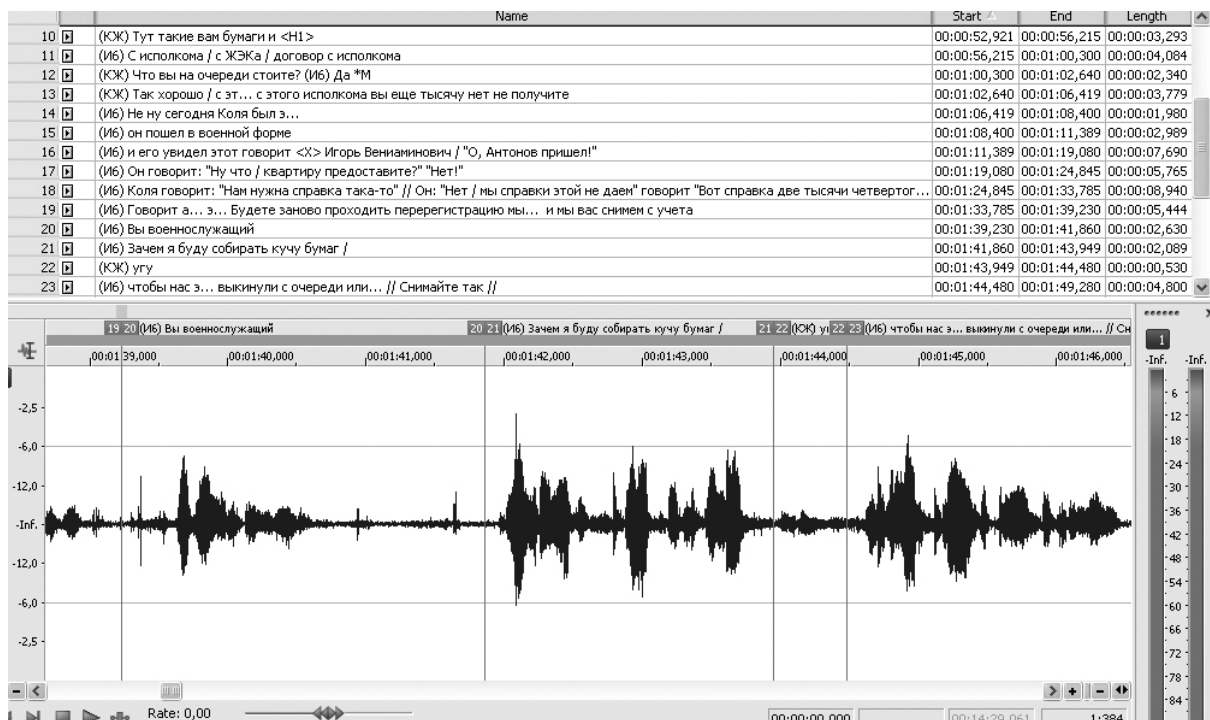 Name Start End Length
10 (КЖ) Тут такие вам бумаги и <Н1> 00:00:52,921 00:00:56,215 00:00:03,293
11 (И6) С исполкома / с ЖЭКа / договор с исполкома 00:00:56,215 00:01:00,300 00:00:04,084
12 (КЖ) Что вы на очереди стоите? (И6) Да *М 00:01:00,300 00:01:02,640 00:00:02,340
13 (КЖ) Так хорошо / с эт... с этого исполкома вы еще тысячу нет не получите 00:01:02,640 00:01:06,419 00:00:03,779
14 (И6) Не ну сегодня Коля был э... 00:01:06,419 00:01:08,400 00:00:01,980
15 (И6) он пошел в военной форме 00:01:08,400 00:01:11,389 00:00:02,989
16 (И6) и его увидел этот говорит <X> Игорь Вениаминович / "О, Антонов пришел!" 00:01:11,389 00:01:19,080 00:00:07,690
17 (И6) Он говорит: "Ну что / квартиру предоставите?" "Нет!" 00:01:19,080 00:01:24,845 00:00:05,765
18 (И6) Коля говорит: "Нам нужна справка така-то" // Он: "Нет / мы справки этой не даем" говорит "Вот справка две тысячи четвертог... 00:01:24,845 00:01:33,785 00:00:08,940
19 (И6) Говорит а... э... Будете заново проходить перерегистрацию мы... и мы вас снимем с учета 00:01:33,785 00:01:39,230 00:00:05,444
20 (И6) Вы военнослужащий 00:01:39,230 00:01:41,860 00:00:02,630
21 (И6) Зачем я буду собирать кучу бумаг / 00:01:41,860 00:01:43,949 00:00:02,089
22 (КЖ) угу 00:01:43,949 00:01:44,480 00:00:00,530
23 (И6) чтобы нас э... выкинули с очереди или... // Снимайте так // 00:01:44,480 00:01:49,280 00:00:04,800
19 20 (И6) Вы военнослужащий 20 21 (И6) Зачем я буду собирать кучу бумаг / 21 22 (КЖ) у 22 23 (И6) чтобы нас э... выкинули с очереди или... // Сн
1
00:01:39,000 00:01:40,000 00:01:41,000 00:01:42,000 00:01:43,000 00:01:44,000 00:01:45,000 00:01:46,000
-Inf. -Inf.
-2,5
-6,0
-12,0
-Inf.
-12,0
-6,0
-2,5
6
12
18
24
30
36
42
48
54
60
66
72
78
84
Rate: 0,00 00:00:00,000 00:14:29,061 1:384